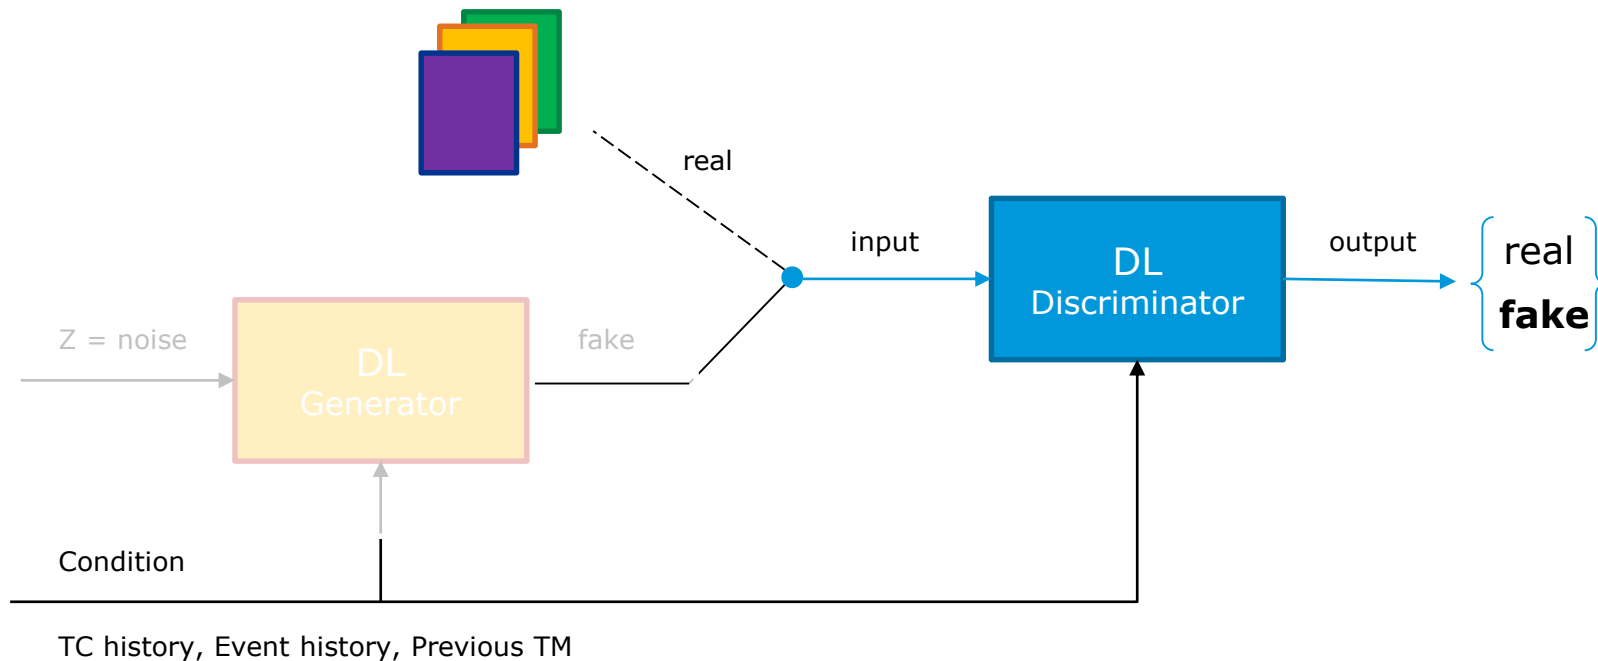 real
input
DL
Discriminator
output
real
fake
Z = noise
DL
Generator
fake
Condition
TC history, Event history, Previous TM